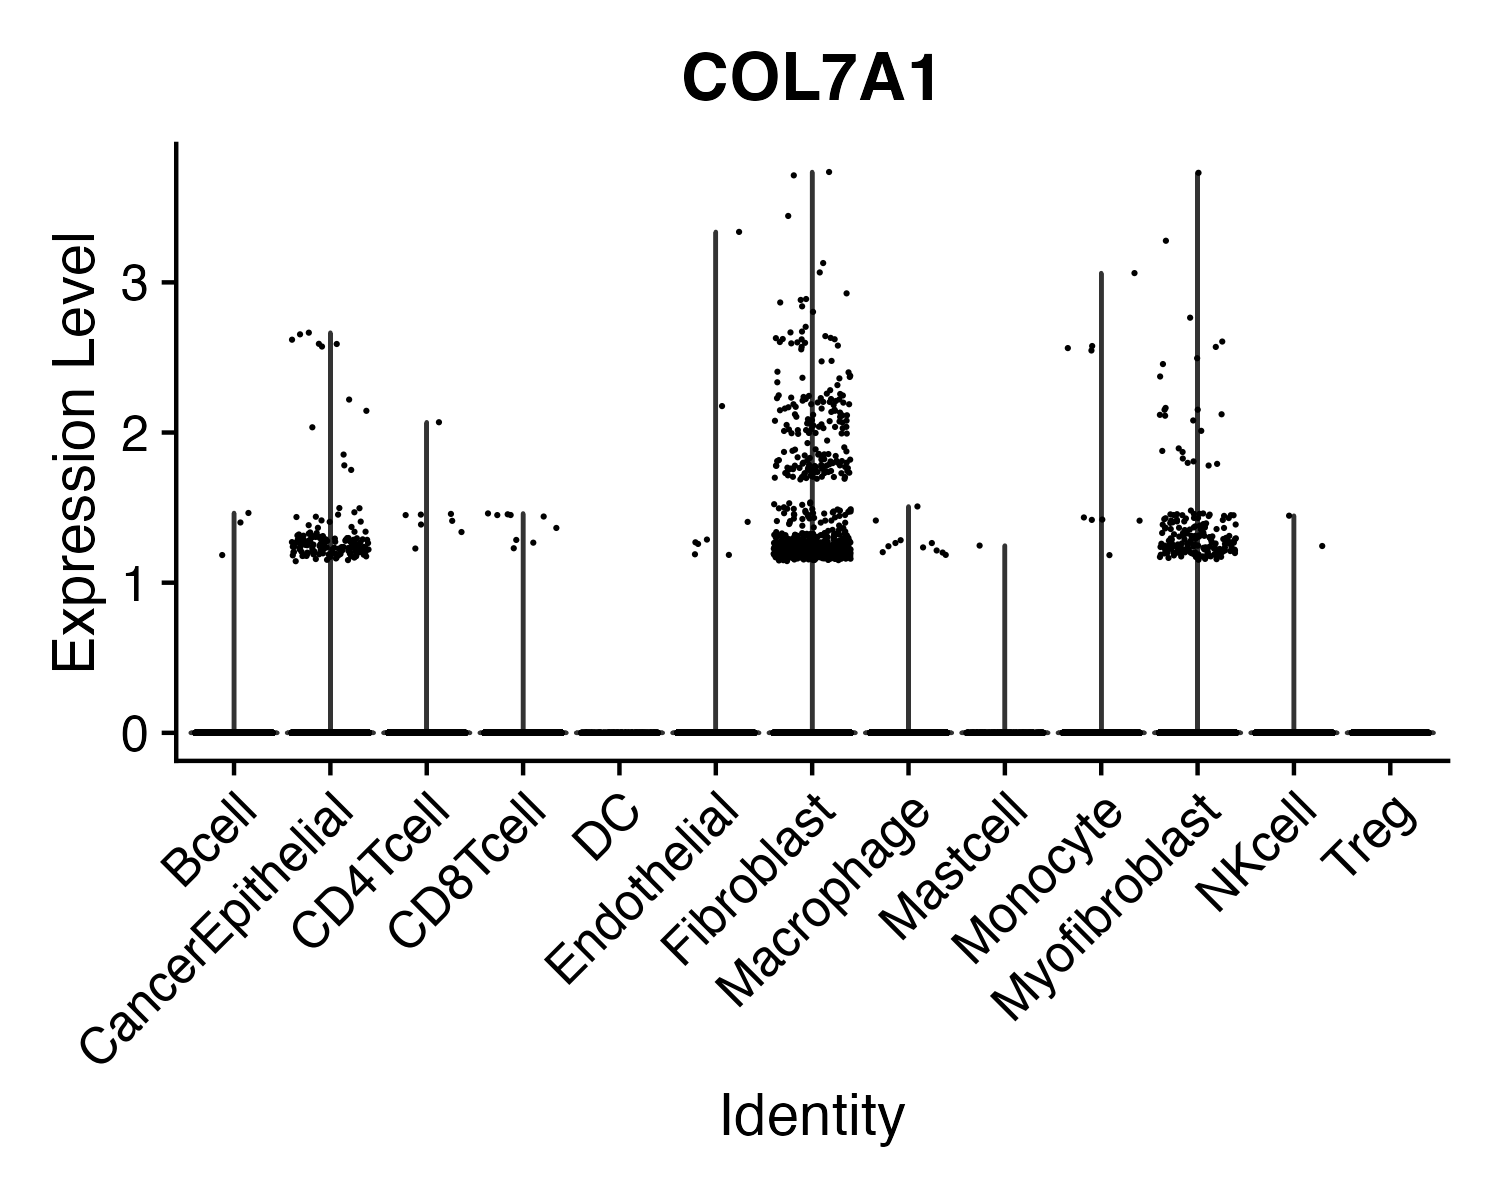 COL7A1
Expression Level
3
2
1
0
Bcell
CancerEpithelial
CD4Tcell
CD8Tcell
DC
Endothelial
Fibroblast
Macrophage
Mastcell
Monocyte
Myofibroblast
NKcell
Treg
Identity